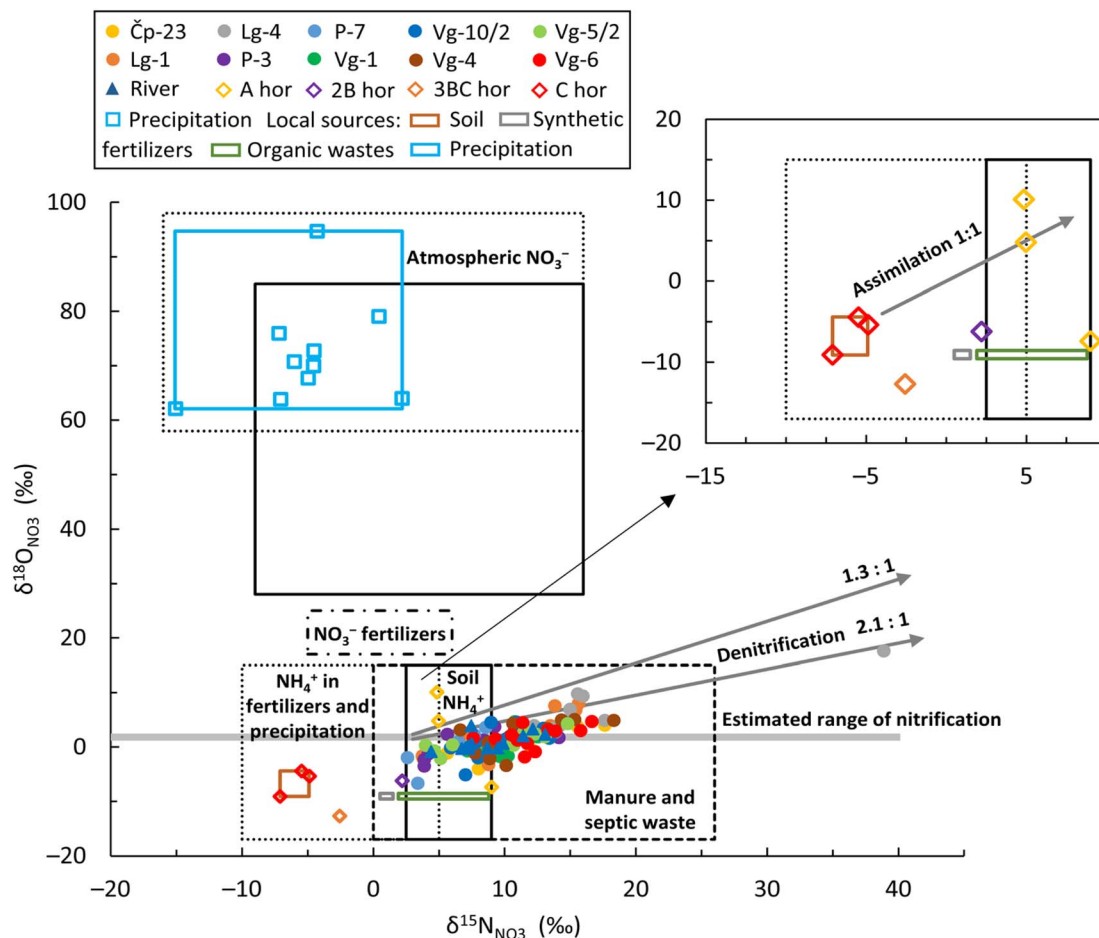 Čp-23 Lg-4 P-7 Vg-10/2 Vg-5/2
Lg-1 P-3 Vg-1 Vg-4 Vg-6
River A hor 2B hor 3BC hor C hor
Precipitation Local sources: Soil Synthetic
fertilizers Organic wastes Precipitation
100
80
60
40
20
0
−20
δ¹⁸O_NO3 (‰)
Atmospheric NO₃⁻
NO₃⁻ fertilizers
NH₄⁺ in
fertilizers and
precipitation
Soil
NH₄⁺
1.3 : 1
Denitrification 2.1 : 1
Estimated range of nitrification
Manure and
septic waste
−20 −10 0 10 20 30 40
δ¹⁵N_NO3 (‰)
20
10
0
−10
−20
Assimilation 1:1
−15 −5 5